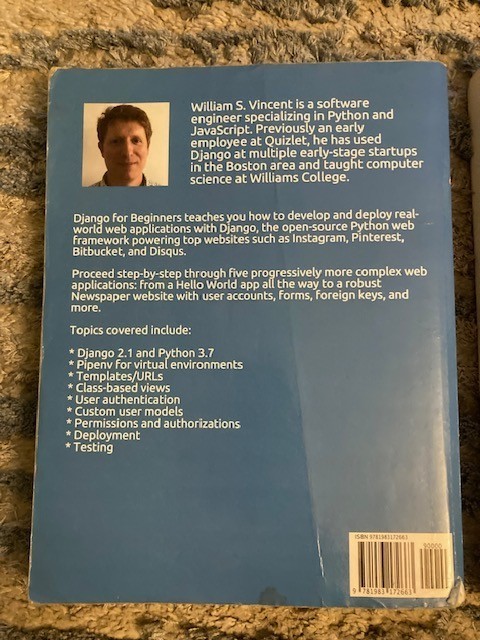 William S. Vincent is a software
engineer specializing in Python and
JavaScript. Previously an early
employee at Quizlet, he has used
Django at multiple early-stage startups
in the Boston area and taught computer
science at Williams College.
Django for Beginners teaches you how to develop and deploy real-
world web applications with Django, the open-source Python web
framework powering top websites such as Instagram, Pinterest,
Bitbucket, and Disqus.
Proceed step-by-step through five progressively more complex web
applications: from a Hello World app all the way to a robust
Newspaper website with user accounts, forms, foreign keys, and
more.
Topics covered include:
* Django 2.1 and Python 3.7
* Pipenv for virtual environments
* Templates/URLs
* Class-based views
* User authentication
* Custom user models
* Permissions and authorizations
* Deployment
* Testing
ISBN 9781983172663
90000
9 781983 172663